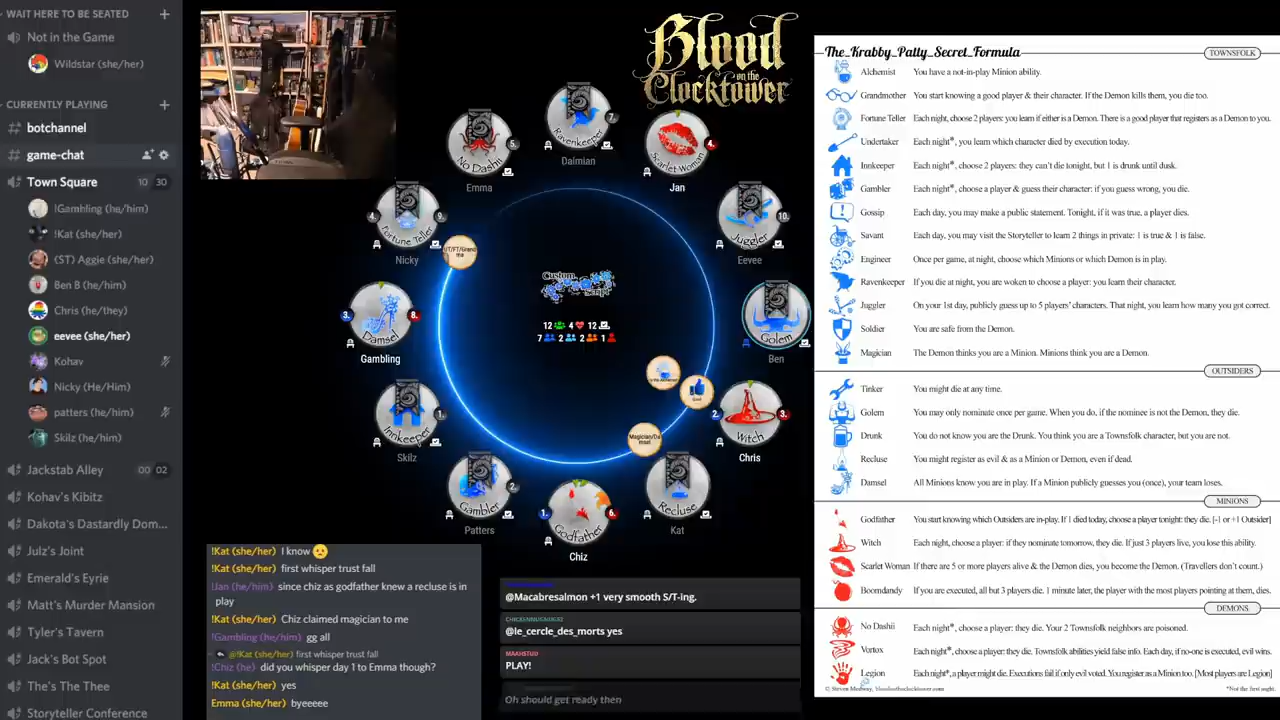 WAIT HERE TO BE SEATED
Not in the Game
Wildstar (she/her)
CURRENTLY PLAYING
# botchannel
# game-chat
Town Square 10 30
!Gambling (he/him)
!Kat (she/her)
(ST) Aggie (she/her)
Ben B (he/him)
Chris (he/they)
eevee (she/her)
Kohav
Nicky (He/Him)
patters (he/him)
Skilz (he/him)
Jackstab Alley 00 02
Kohav's Kibitz
Dakota's Dastardly Dom...
Julz's Joint
Emerald's Eyrie
Matt's Murder Mansion
Tyler's Tavern
Jack's Pat Spot
The's The Thee
Storyteller Conference
Blood
on the
Clocktower
Ravenkeeper
7.
Damian
No Dashii
5.
Emma
Scarlet Woman
4.
Jan
Fortune Teller
4.
9.
Nicky
Juggler
10.
Eevee
Damsel
3.
8.
Gambling
Golem
Ben
Custom
Script
12 4 12
7 2 2 1
Innkeeper
1.
Skilz
Witch
2.
3.
Chris
Gambler
2.
Patters
Godfather
1.
6.
Chiz
Recluse
Kat
!Kat (she/her) I know
!Kat (she/her) first whisper trust fall
!Jan (he/him) since chiz as godfather knew a recluse is in
play
!Kat (she/her) Chiz claimed magician to me
!Gambling (he/him) gg all
@!Kat (she/her) first whisper trust fall
!Chiz (he) did you whisper day 1 to Emma though?
!Kat (she/her) yes
Emma (she/her) byeeeee
@Macabresalmon +1 very smooth S/T-ing.
@le_cercle_des_morts yes
PLAY!
Oh should get ready then
The_Krabby_Patty_Secret_Formula
TOWNSFOLK
Alchemist You have a not-in-play Minion ability.
Grandmother You start knowing a good player & their character. If the Demon kills them, you die too.
Fortune Teller Each night, choose 2 players: you learn if either is a Demon. There is a good player that registers as a Demon to you.
Undertaker Each night*, you learn which character died by execution today.
Innkeeper Each night*, choose 2 players: they can't die tonight, but 1 is drunk until dusk.
Gambler Each night*, choose a player & guess their character: if you guess wrong, you die.
Gossip Each day, you may make a public statement. Tonight, if it was true, a player dies.
Savant Each day, you may visit the Storyteller to learn 2 things in private: 1 is true & 1 is false.
Engineer Once per game, at night, choose which Minions or which Demon is in play.
Ravenkeeper If you die at night, you are woken to choose a player: you learn their character.
Juggler On your 1st day, publicly guess up to 5 players' characters. That night, you learn how many you got correct.
Soldier You are safe from the Demon.
Magician The Demon thinks you are a Minion. Minions think you are a Demon.
OUTSIDERS
Tinker You might die at any time.
Golem You may only nominate once per game. When you do, if the nominee is not the Demon, they die.
Drunk You do not know you are the Drunk. You think you are a Townsfolk character, but you are not.
Recluse You might register as evil & as a Minion or Demon, even if dead.
Damsel All Minions know you are in play. If a Minion publicly guesses you (once), your team loses.
MINIONS
Godfather You start knowing which Outsiders are in-play. If 1 died today, choose a player tonight: they die. [-1 or +1 Outsider]
Witch Each night, choose a player: if they nominate tomorrow, they die. If just 3 players live, you lose this ability.
Scarlet Woman If there are 5 or more players alive & the Demon dies, you become the Demon. (Travellers don't count.)
Boomdandy If you are executed, all but 3 players die. 1 minute later, the player with the most players pointing at them, dies.
DEMONS
No Dashii Each night*, choose a player: they die. Your 2 Townsfolk neighbors are poisoned.
Vortox Each night*, choose a player: they die. Townsfolk abilities yield false info. Each day, if no-one is executed, evil wins.
Legion Each night*, a player might die. Executions fail if only evil voted. You register as a Minion too. [Most players are Legion]
© Steven Medway, bloodontheclocktower.com *Not the first night.